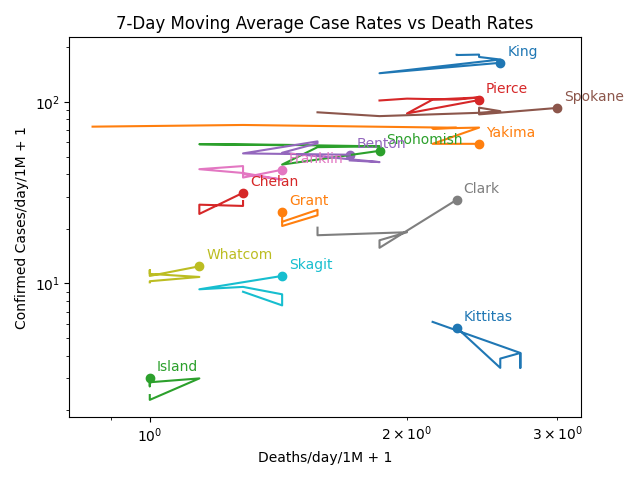 7-Day Moving Average Case Rates vs Death Rates
King
Pierce
Spokane
10²
Yakima
Snohomish
Benton
Franklin
Chelan
Clark
Grant
Whatcom
Skagit
10¹
Kittitas
Island
10⁰
2 × 10⁰
3 × 10⁰
Confirmed Cases/day/1M + 1
Deaths/day/1M + 1